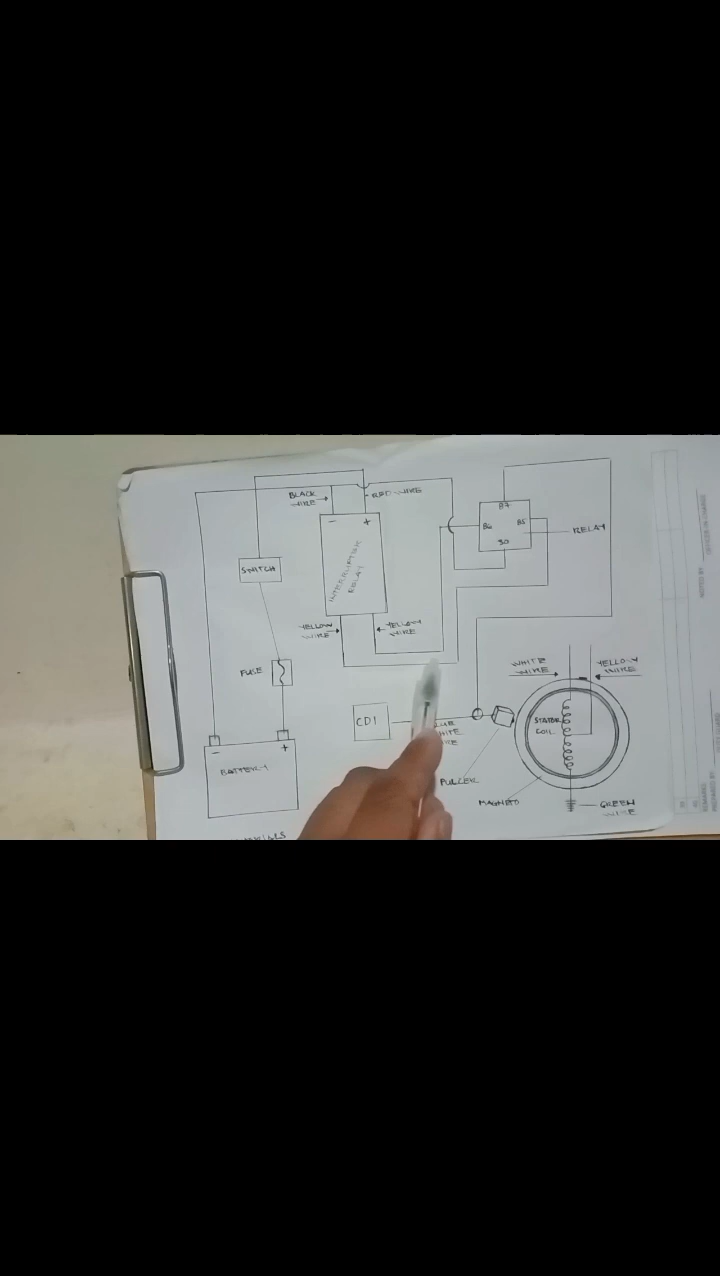 BLACK
WIRE
RED WIRE
-
+
INTERRUPTOR
RELAY
87
86
85
30
RELAY
SWITCH
YELLOW
WIRE
YELLOW
WIRE
FUSE
WHITE
WIRE
YELLOW
WIRE
CDI
STATOR
COIL
-
+
BATTERY
PULCER
MAGNETO
GREEN
WIRE